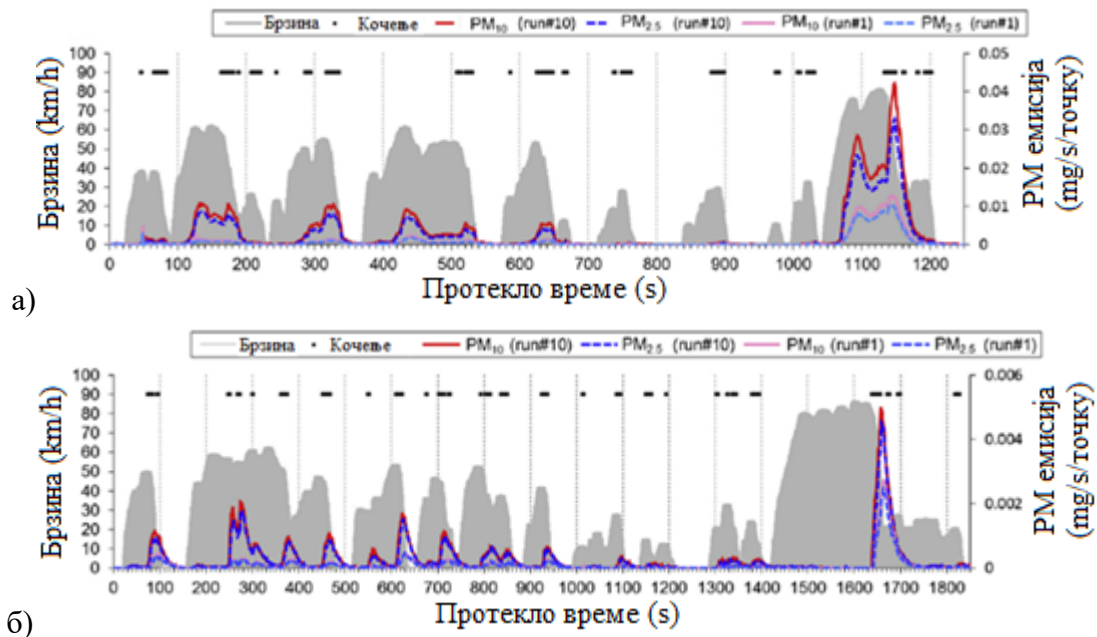 Брзина Кочење PM10 (run#10) PM2.5 (run#10) PM10 (run#1) PM2.5 (run#1)
100 90 80 70 60 50 40 30 20 10 0
Брзина (km/h)
0.05 0.04 0.03 0.02 0.01 0
РМ емисија
(mg/s/точку)
0 100 200 300 400 500 600 700 800 900 1000 1100 1200
Протекло време (s)
а)
Брзина Кочење PM10 (run#10) PM2.5 (run#10) PM10 (run#1) PM2.5 (run#1)
100 90 80 70 60 50 40 30 20 10 0
Брзина (km/h)
0.006 0.004 0.002 0
РМ емисија
(mg/s/точку)
0 100 200 300 400 500 600 700 800 900 1000 1100 1200 1300 1400 1500 1600 1700 1800
Протекло време (s)
б)